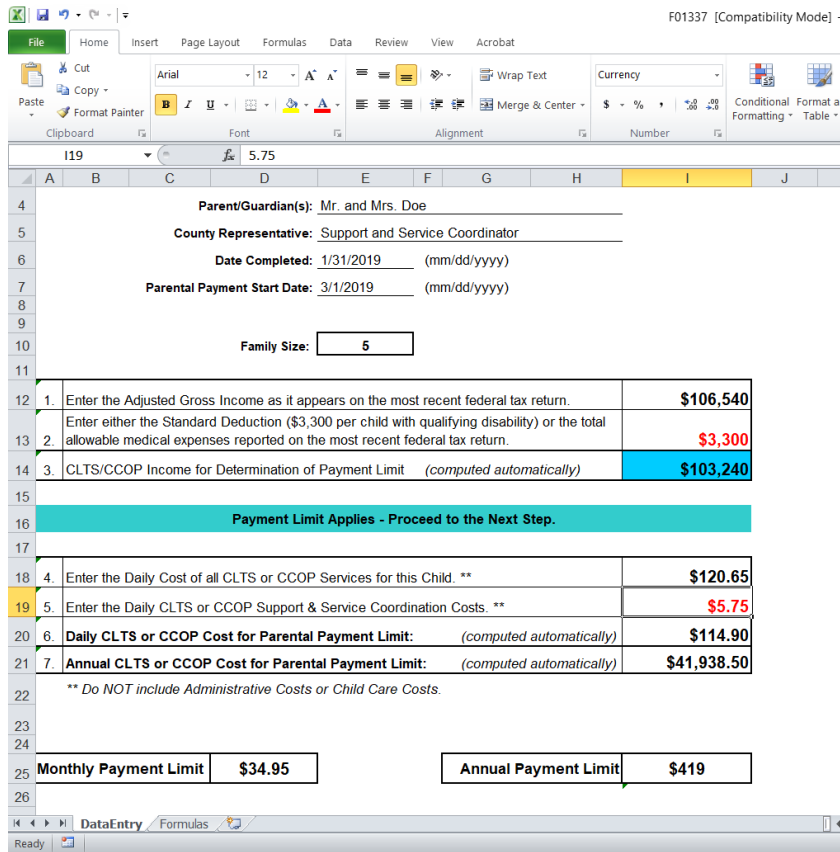 F01337 [Compatibility Mode] -
File Home Insert Page Layout Formulas Data Review View Acrobat
Cut
Copy
Format Painter
Paste
Clipboard
Arial 12 A A
B I U A
Font
Wrap Text
Merge & Center
Alignment
Currency
$ % , .00 .00
Number
Conditional Formatting
Format a
Table
I19 fx 5.75
A B C D E F G H I J
4 Parent/Guardian(s): Mr. and Mrs. Doe
5 County Representative: Support and Service Coordinator
6 Date Completed: 1/31/2019 (mm/dd/yyyy)
7 Parental Payment Start Date: 3/1/2019 (mm/dd/yyyy)
8
9
10 Family Size: 5
11
12 1. Enter the Adjusted Gross Income as it appears on the most recent federal tax return. $106,540
Enter either the Standard Deduction ($3,300 per child with qualifying disability) or the total
13 2. allowable medical expenses reported on the most recent federal tax return. $3,300
14 3. CLTS/CCOP Income for Determination of Payment Limit (computed automatically) $103,240
15
16 Payment Limit Applies - Proceed to the Next Step.
17
18 4. Enter the Daily Cost of all CLTS or CCOP Services for this Child. ** $120.65
19 5. Enter the Daily CLTS or CCOP Support & Service Coordination Costs. ** $5.75
20 6. Daily CLTS or CCOP Cost for Parental Payment Limit: (computed automatically) $114.90
21 7. Annual CLTS or CCOP Cost for Parental Payment Limit: (computed automatically) $41,938.50
22 ** Do NOT include Administrative Costs or Child Care Costs.
23
24
25 Monthly Payment Limit $34.95 Annual Payment Limit $419
26
DataEntry Formulas
Ready